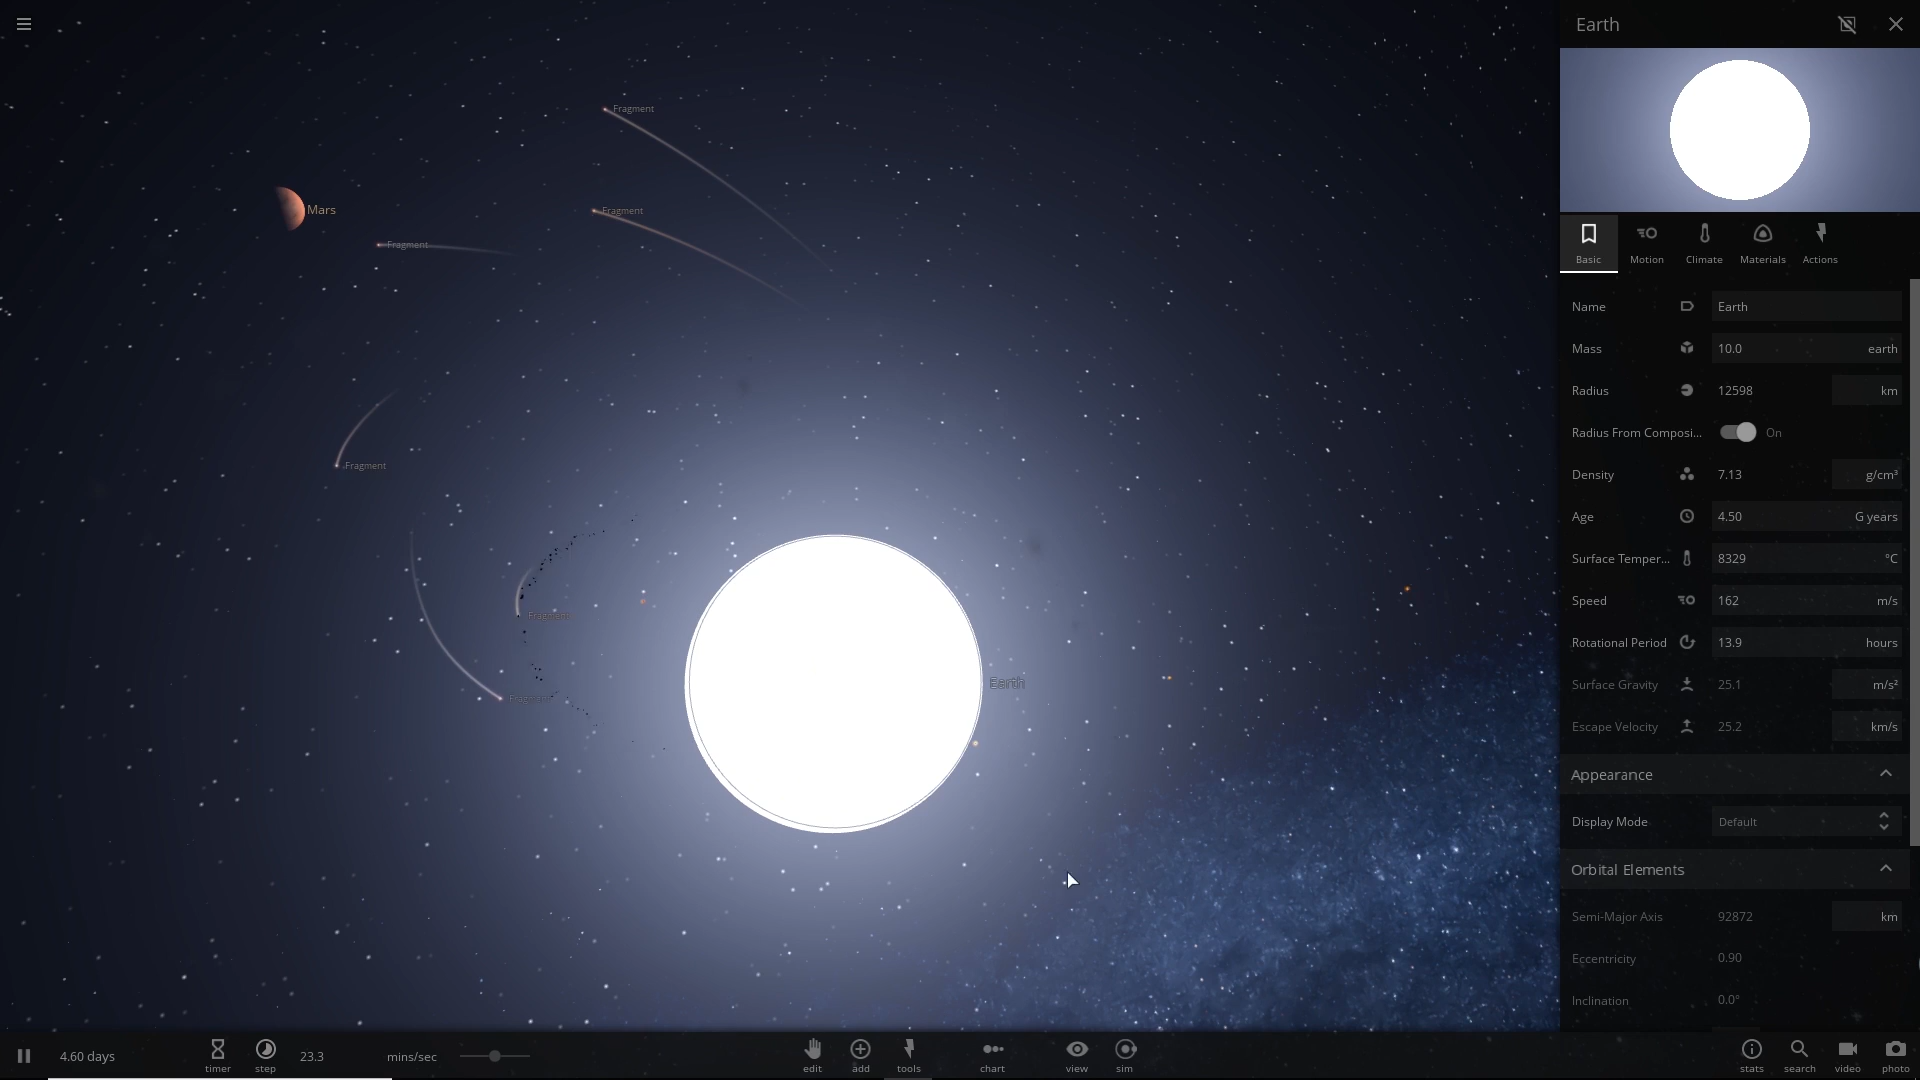 Earth
Fragment
Mars
Fragment
Fragment
Fragment
Fragment
Fragment
Earth
Basic
Motion
Climate
Materials
Actions
Name Earth
Mass 10.0 earth
Radius 12598 km
Radius From Composi... On
Density 7.13 g/cm³
Age 4.50 G years
Surface Temper... 8329 °C
Speed 162 m/s
Rotational Period 13.9 hours
Surface Gravity 25.1 m/s²
Escape Velocity 25.2 km/s
Appearance
Display Mode Default
Orbital Elements
Semi-Major Axis 92872 km
Eccentricity 0.90
Inclination 0.0°
4.60 days
timer
step
23.3 mins/sec
edit
add
tools
chart
view
sim
stats
search
video
photo